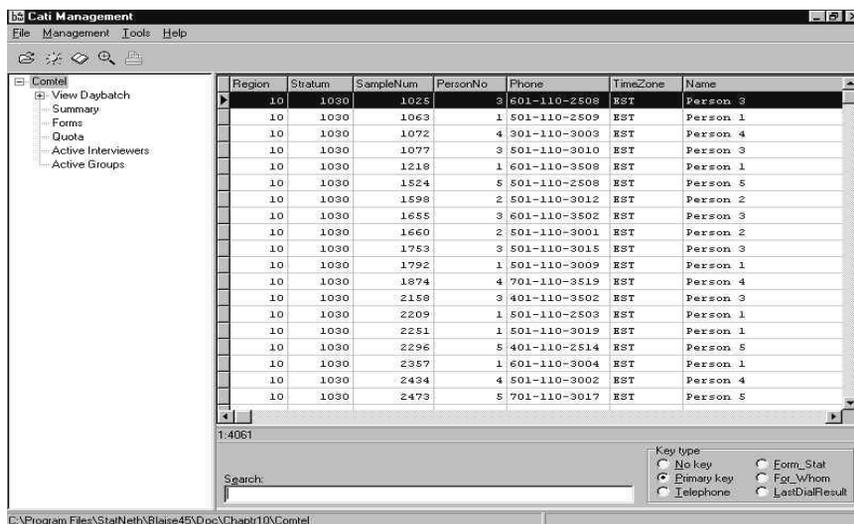 Cati Management
File Management Tools Help
Comtel
View Daybatch
Summary
Forms
Quota
Active Interviewers
Active Groups
Region Stratum SampleNum PersonNo Phone TimeZone Name
10 1030 1025 3 601-110-2508 EST Person 3
10 1030 1063 1 501-110-2509 EST Person 1
10 1030 1072 4 301-110-3003 EST Person 4
10 1030 1077 3 501-110-3010 EST Person 3
10 1030 1218 1 601-110-3508 EST Person 1
10 1030 1524 5 501-110-2508 EST Person 5
10 1030 1598 2 501-110-3012 EST Person 2
10 1030 1655 3 601-110-3502 EST Person 3
10 1030 1660 2 501-110-3001 EST Person 2
10 1030 1753 3 501-110-3015 EST Person 3
10 1030 1792 1 501-110-3009 EST Person 1
10 1030 1874 4 701-110-3519 EST Person 4
10 1030 2158 3 401-110-3502 EST Person 3
10 1030 2209 1 501-110-2503 EST Person 1
10 1030 2251 1 501-110-3019 EST Person 1
10 1030 2296 5 401-110-2514 EST Person 5
10 1030 2357 1 601-110-3004 EST Person 1
10 1030 2434 4 501-110-3002 EST Person 4
10 1030 2473 5 701-110-3017 EST Person 5
1:4061
Search:
Key type
No key Form_Stat
Primary key For_Whom
Telephone LastDialResult
C:\Program Files\StatNeth\Blaise45\Doc\Chaptr10\Comtel